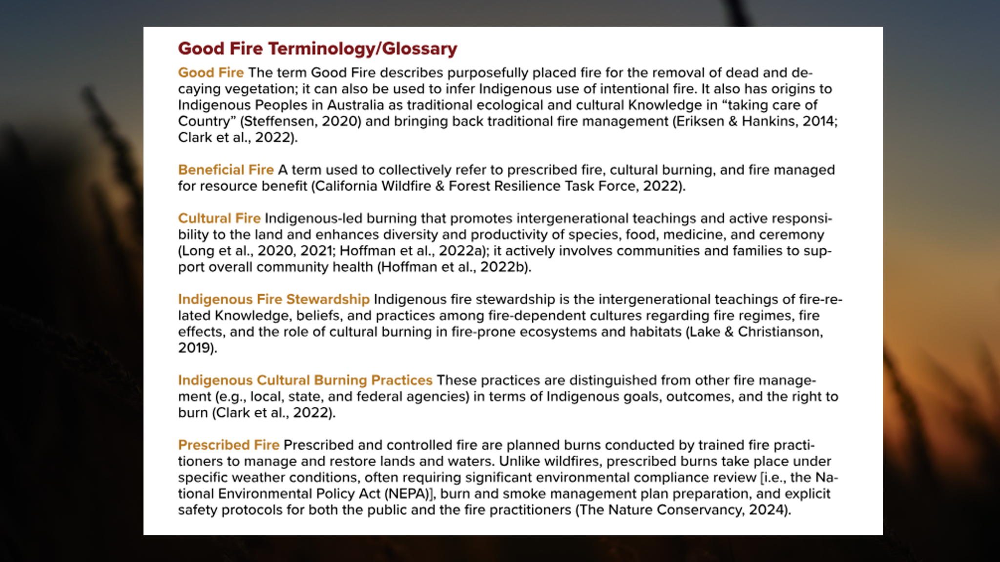 Good Fire Terminology/Glossary
Good Fire The term Good Fire describes purposefully placed fire for the removal of dead and de-
caying vegetation; it can also be used to infer Indigenous use of intentional fire. It also has origins to
Indigenous Peoples in Australia as traditional ecological and cultural Knowledge in “taking care of
Country” (Steffensen, 2020) and bringing back traditional fire management (Eriksen & Hankins, 2014;
Clark et al., 2022).
Beneficial Fire A term used to collectively refer to prescribed fire, cultural burning, and fire managed
for resource benefit (California Wildfire & Forest Resilience Task Force, 2022).
Cultural Fire Indigenous-led burning that promotes intergenerational teachings and active responsi-
bility to the land and enhances diversity and productivity of species, food, medicine, and ceremony
(Long et al., 2020, 2021; Hoffman et al., 2022a); it actively involves communities and families to sup-
port overall community health (Hoffman et al., 2022b).
Indigenous Fire Stewardship Indigenous fire stewardship is the intergenerational teachings of fire-re-
lated Knowledge, beliefs, and practices among fire-dependent cultures regarding fire regimes, fire
effects, and the role of cultural burning in fire-prone ecosystems and habitats (Lake & Christianson,
2019).
Indigenous Cultural Burning Practices These practices are distinguished from other fire manage-
ment (e.g., local, state, and federal agencies) in terms of Indigenous goals, outcomes, and the right to
burn (Clark et al., 2022).
Prescribed Fire Prescribed and controlled fire are planned burns conducted by trained fire practi-
tioners to manage and restore lands and waters. Unlike wildfires, prescribed burns take place under
specific weather conditions, often requiring significant environmental compliance review [i.e., the Na-
tional Environmental Policy Act (NEPA)], burn and smoke management plan preparation, and explicit
safety protocols for both the public and the fire practitioners (The Nature Conservancy, 2024).